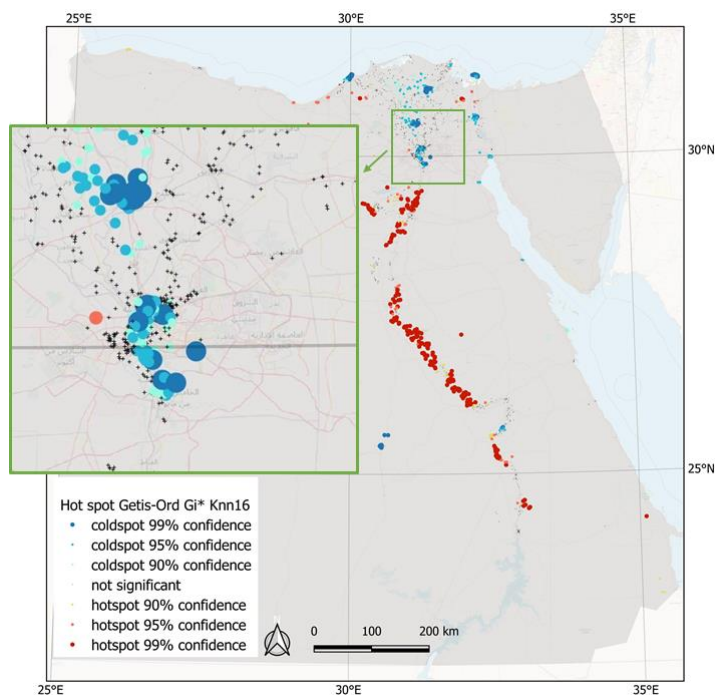 25°E
30°E
35°E
30°N
25°N
Hot spot Getis-Ord Gi* Knn16
coldspot 99% confidence
coldspot 95% confidence
coldspot 90% confidence
not significant
hotspot 90% confidence
hotspot 95% confidence
hotspot 99% confidence
0
100
200 km
25°E
30°E
35°E